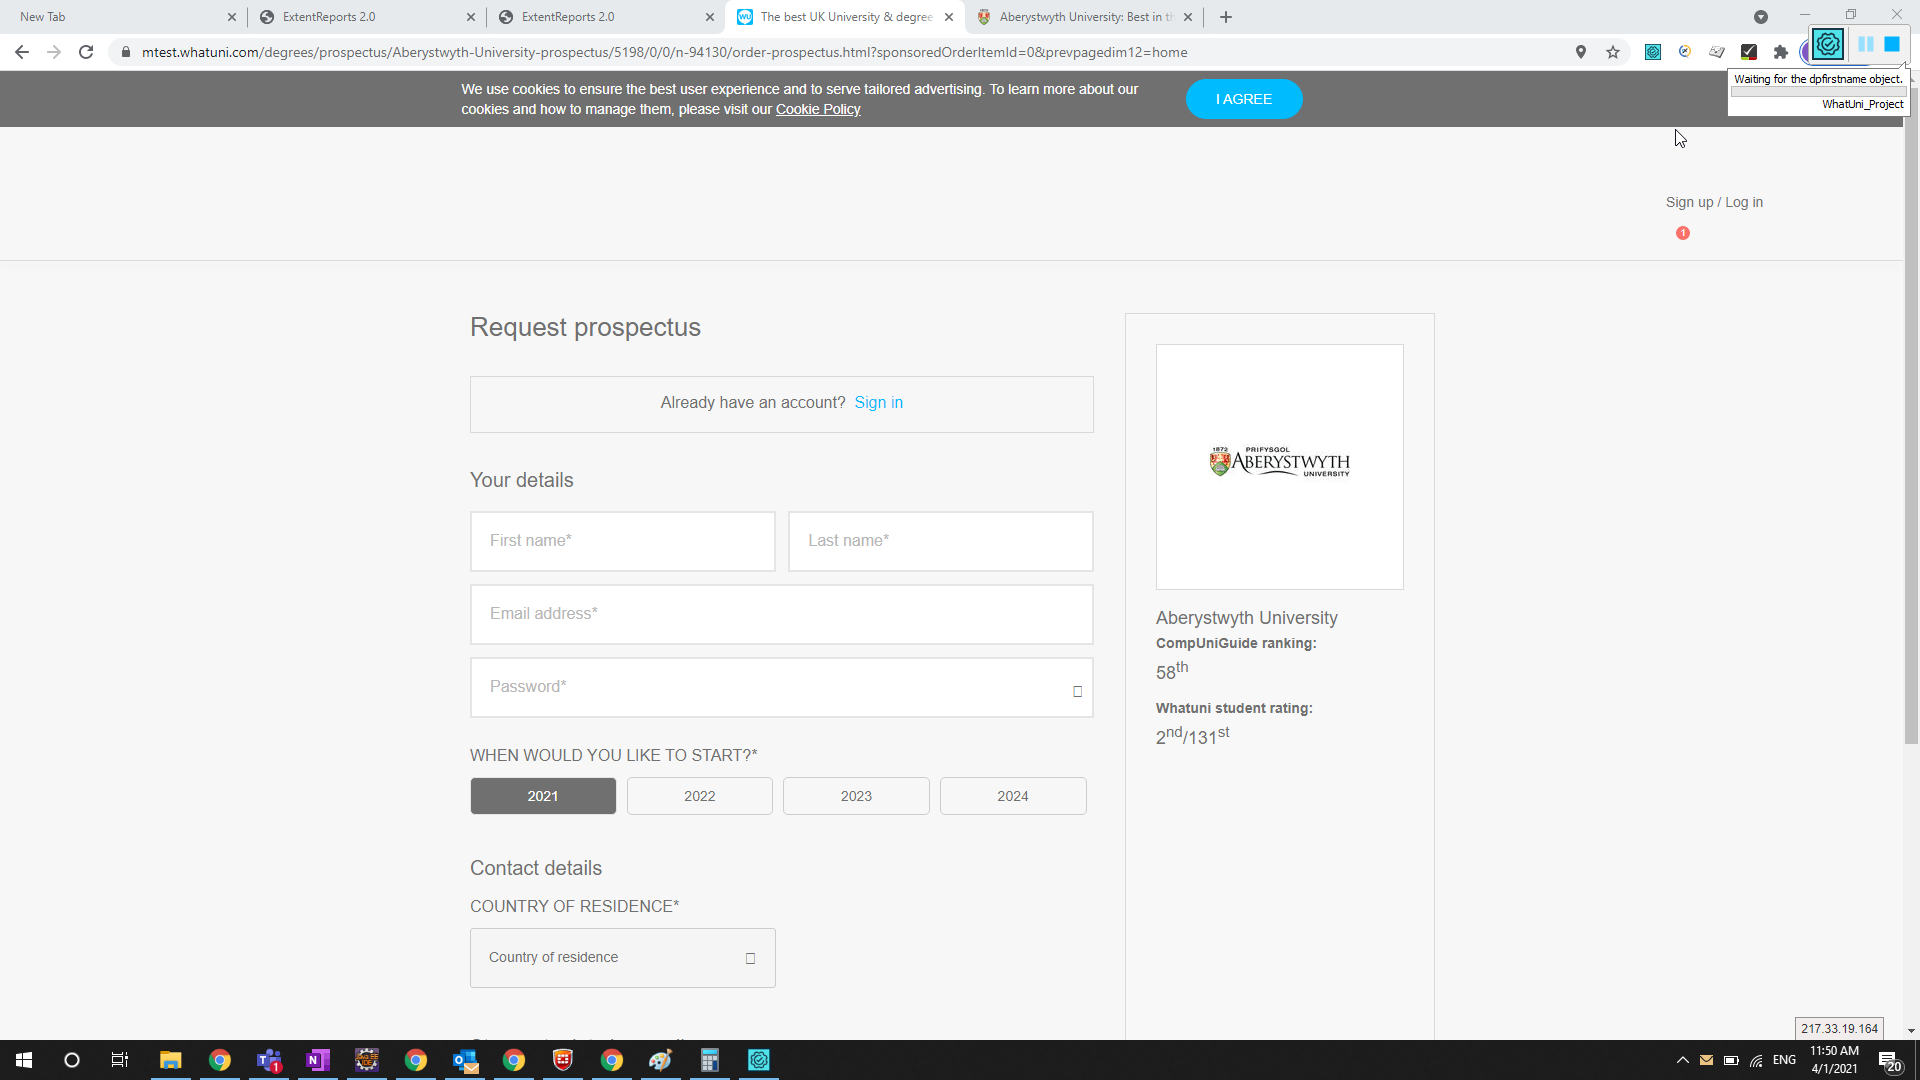 New Tab
ExtentReports 2.0
ExtentReports 2.0
WU
The best UK University & degree
Aberystwyth University: Best in th
mtest.whatuni.com/degrees/prospectus/Aberystwyth-University-prospectus/5198/0/0/n-94130/order-prospectus.html?sponsoredOrderItemId=0&prevpagedim12=home
Waiting for the dpfirstname object.
WhatUni_Project
We use cookies to ensure the best user experience and to serve tailored advertising. To learn more about our
cookies and how to manage them, please visit our Cookie Policy
I AGREE
Sign up / Log in
1
Request prospectus
Already have an account? Sign in
Your details
First name*
Last name*
Email address*
Password*
WHEN WOULD YOU LIKE TO START?*
2021
2022
2023
2024
Contact details
COUNTRY OF RESIDENCE*
Country of residence
1872 PRIFYSGOL
ABERYSTWYTH
UNIVERSITY
Aberystwyth University
CompUniGuide ranking:
58th
Whatuni student rating:
2nd/131st
217.33.19.164
1
ENG
11:50 AM
4/1/2021
20